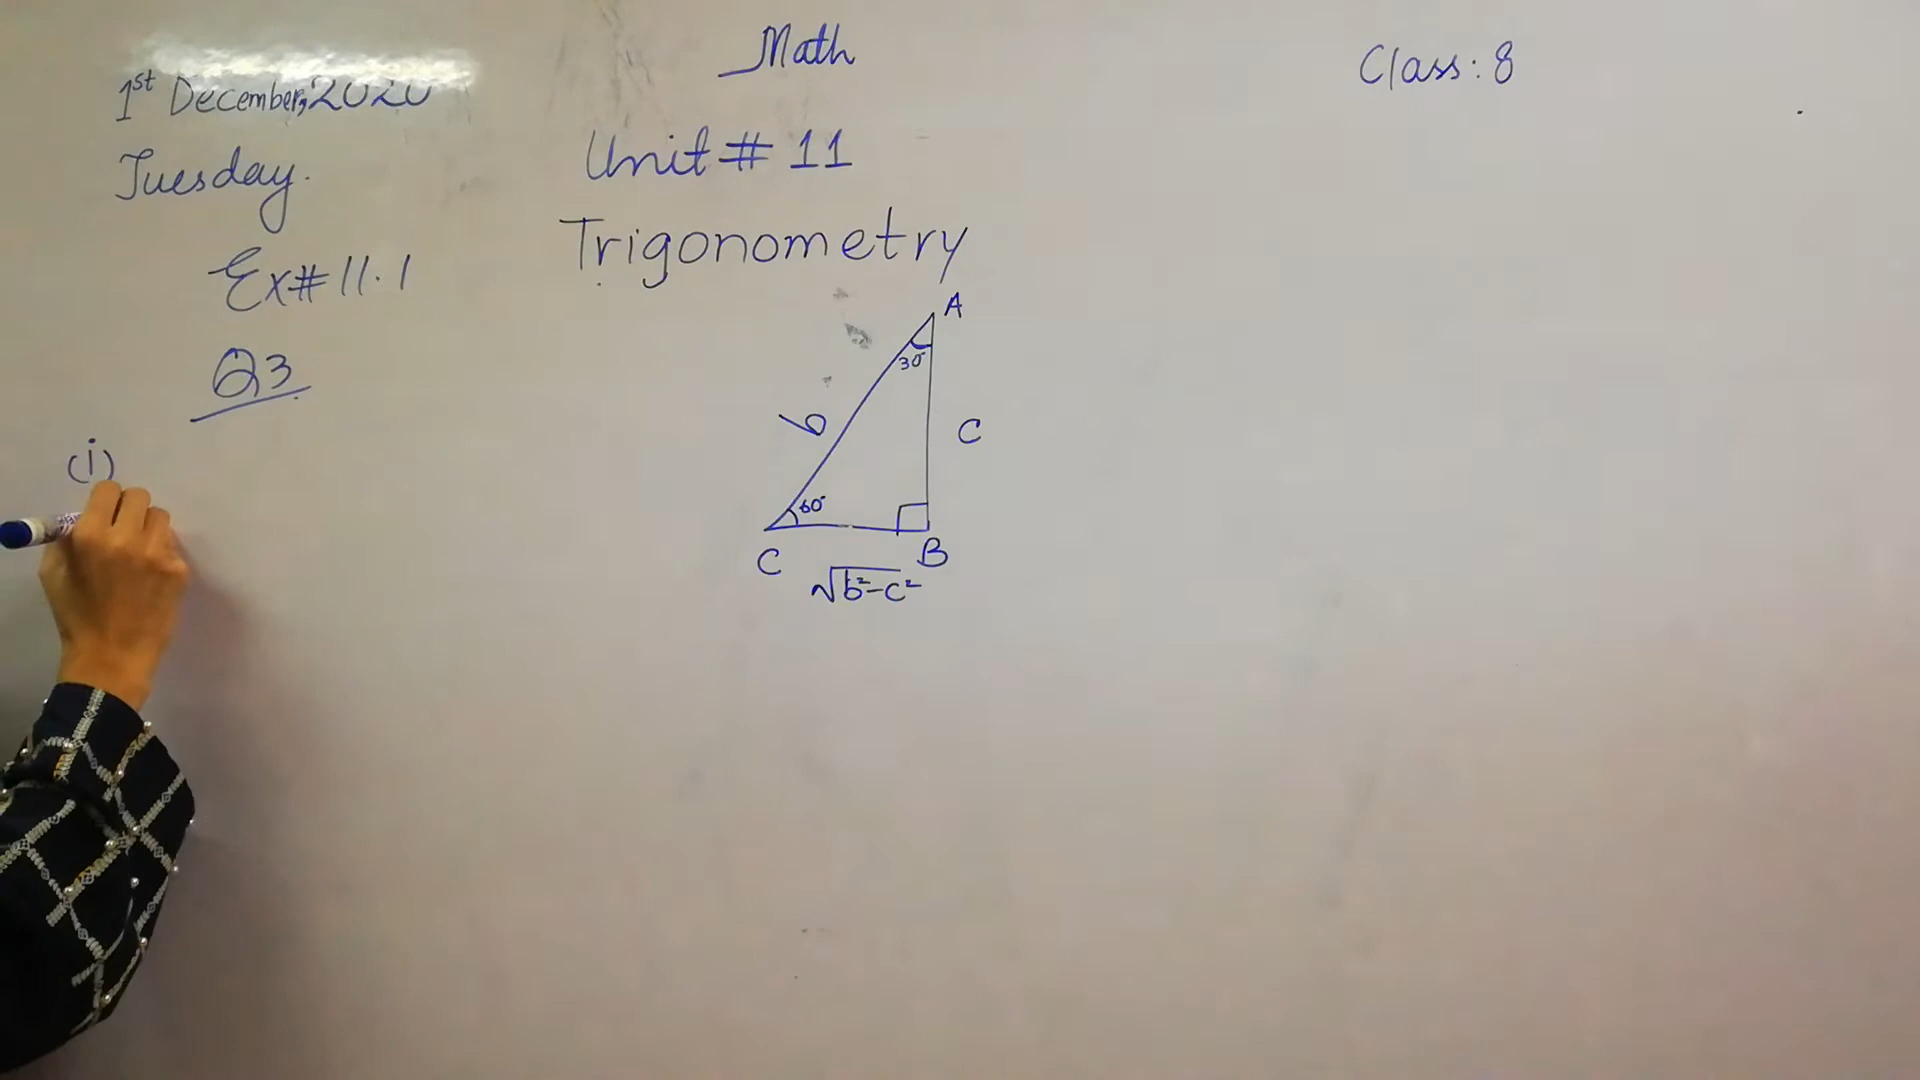 Math
Class: 8
1st December, 2020
Tuesday.
Unit # 11
Trigonometry
Ex# 11.1
Q3
(i)
A
30°
b
C
60°
C
B
√b²-c²